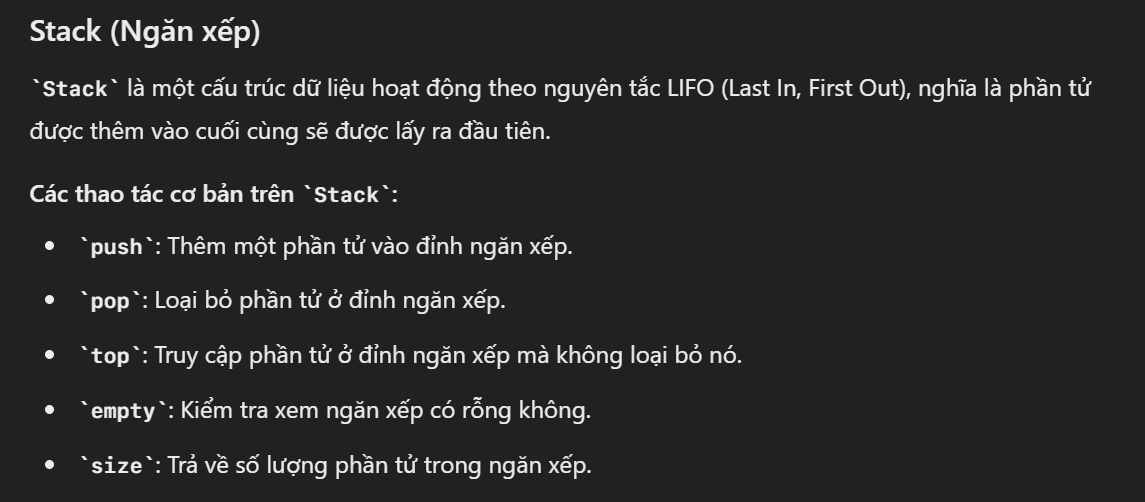 Stack (Ngăn xếp)
`Stack` là một cấu trúc dữ liệu hoạt động theo nguyên tắc LIFO (Last In, First Out), nghĩa là phần tử
được thêm vào cuối cùng sẽ được lấy ra đầu tiên.
Các thao tác cơ bản trên `Stack`:
• `push`: Thêm một phần tử vào đỉnh ngăn xếp.
• `pop`: Loại bỏ phần tử ở đỉnh ngăn xếp.
• `top`: Truy cập phần tử ở đỉnh ngăn xếp mà không loại bỏ nó.
• `empty`: Kiểm tra xem ngăn xếp có rỗng không.
• `size`: Trả về số lượng phần tử trong ngăn xếp.